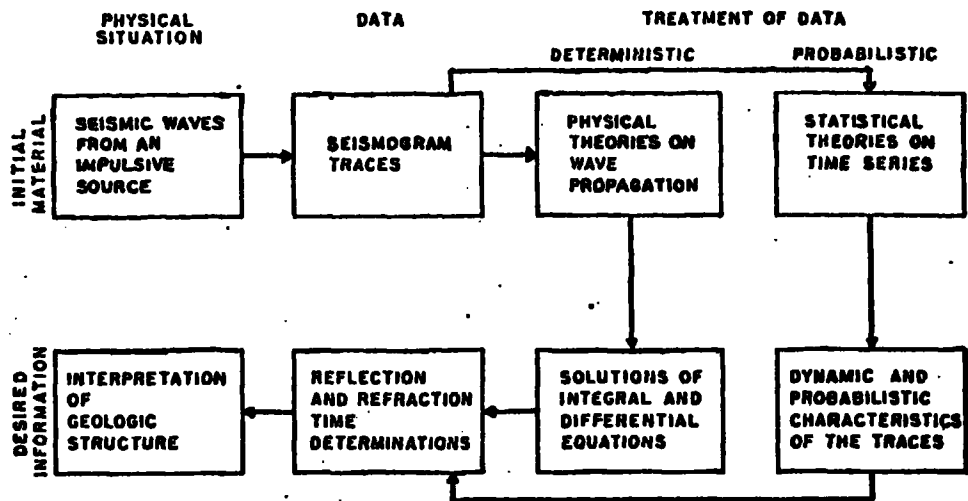 PHYSICAL
SITUATION
DATA
TREATMENT OF DATA
DETERMINISTIC
PROBABILISTIC
INITIAL
MATERIAL
SEISMIC WAVES
FROM AN
IMPULSIVE
SOURCE
SEISMOGRAM
TRACES
PHYSICAL
THEORIES ON
WAVE
PROPAGATION
STATISTICAL
THEORIES ON
TIME SERIES
DESIRED
INFORMATION
INTERPRETATION
OF
GEOLOGIC
STRUCTURE
REFLECTION
AND REFRACTION
TIME
DETERMINATIONS
SOLUTIONS OF
INTEGRAL AND
DIFFERENTIAL
EQUATIONS
DYNAMIC AND
PROBABILISTIC
CHARACTERISTICS
OF THE TRACES